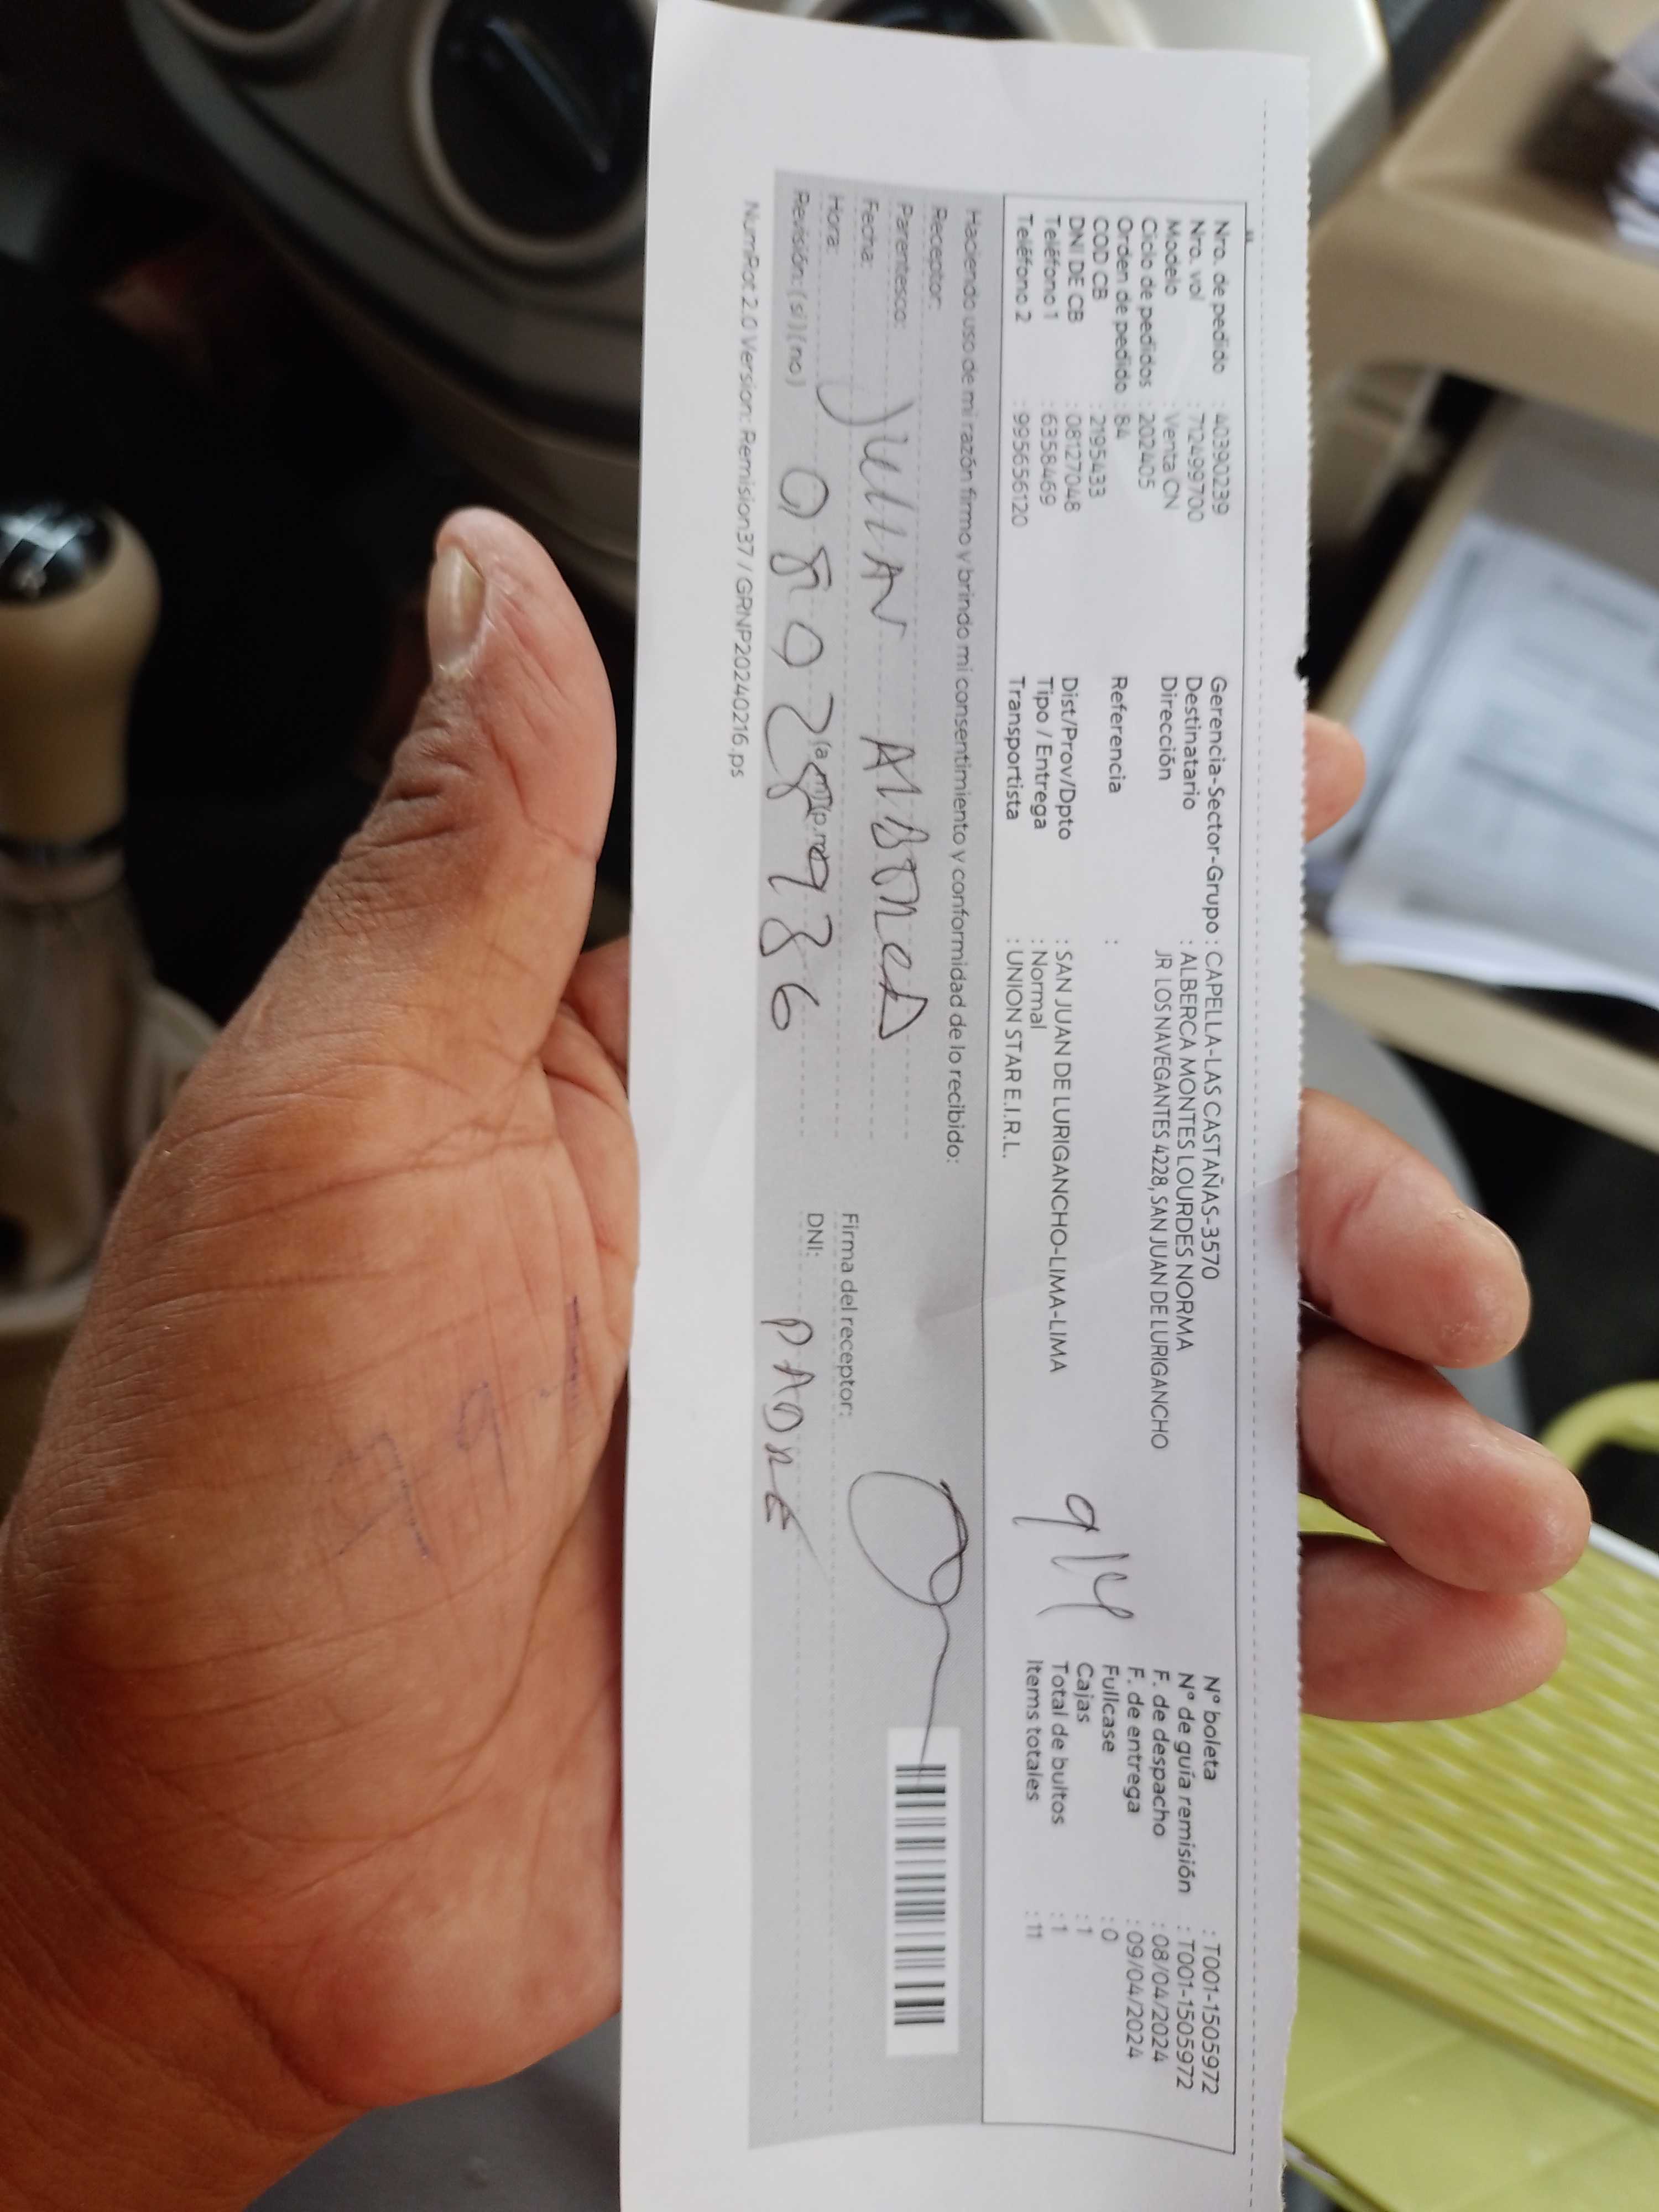 Nro. de pedido : 40390239
Nro. vol : 712499700
Modelo : Venta CN
Ciclo de pedidos : 202405
Orden de pedido : 84
COD CB : 2195433
DNI DE CB : 08127048
Teléfono 1 : 6358469
Teléfono 2 : 995656120
Gerencia-Sector-Grupo : CAPELLA-LAS CASTAÑAS-3570
Destinatario : ALBERCA MONTES LOURDES NORMA
Dirección JR LOS NAVEGANTES 4228, SAN JUAN DE LURIGANCHO
Referencia :
Dist/Prov/Dpto : SAN JUAN DE LURIGANCHO-LIMA-LIMA
Tipo / Entrega : Normal
Transportista : UNION STAR E.I.R.L.
914
N° boleta : T001-1505972
N° de guía remisión : T001-1505972
F. de despacho : 08/04/2024
F. de entrega : 09/04/2024
Fullcase : 0
Cajas : 1
Total de bultos : 1
Items totales : 11
Haciendo uso de mi razón firmo y brindo mi consentimiento y conformidad de lo recibido:
Receptor:
Parentesco:
Fecha: JUlIAN
Hora:
Revisión: (si) (no)
Firma del receptor:
DNI: PADRE
NumRot 2.0 Version: Remision37 / GRNP20240216.ps